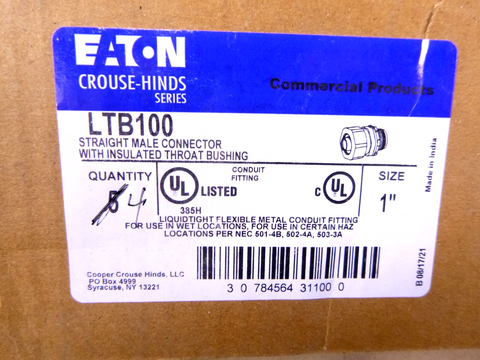 EATON
CROUSE-HINDS
SERIES
Commercial Products
LTB100
STRAIGHT MALE CONNECTOR
WITH INSULATED THROAT BUSHING
Made in India
QUANTITY
5 4
UL LISTED
385H
CONDUIT
FITTING
C UL
SIZE
1"
LIQUIDTIGHT FLEXIBLE METAL CONDUIT FITTING
FOR USE IN WET LOCATIONS, FOR USE IN CERTAIN HAZ
LOCATIONS PER NEC 501-4B, 502-4A, 503-3A
Cooper Crouse Hinds, LLC
PO Box 4999
Syracuse, NY 13221
3 0 784564 31100 0
B 08/17/21